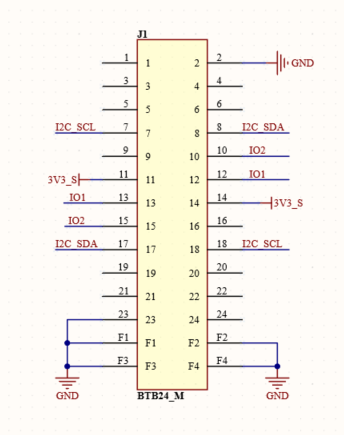 J1
1 1 2 2 GND
3 3 4 4
5 5 6 6
I2C_SCL 7 7 8 8 I2C_SDA
9 9 10 10 IO2
3V3_S 11 11 12 12 IO1
IO1 13 13 14 14 3V3_S
IO2 15 15 16 16
I2C_SDA 17 17 18 18 I2C_SCL
19 19 20 20
21 21 22 22
23 23 24 24
F1 F1 F2 F2
F3 F3 F4 F4
GND BTB24_M GND